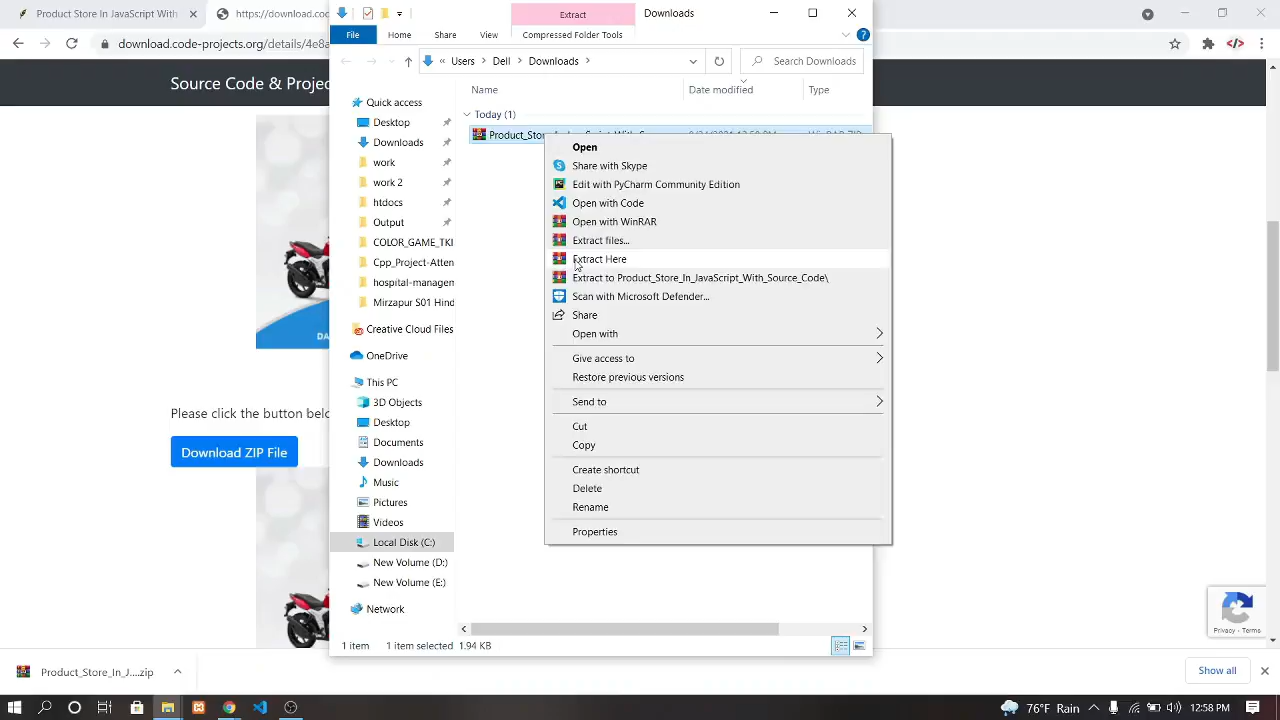 Product Store In JavaScript With
https://download.co
download.code-projects.org/details/4e8a
Source Code & Projec
Please click the button belo
Download ZIP File
Extract
Downloads
File
Home
Share
View
Compressed Folder Tools
« Users > Dell > Downloads >
Search Downloads
Name
Date modified
Type
Today (1)
Quick access
Desktop
Downloads
work
work 2
htdocs
Output
COLOR_GAME_TKI
Cpp_Project-Atten
hospital-managem
Mirzapur S01 Hind
Creative Cloud Files
OneDrive
This PC
3D Objects
Desktop
Documents
Downloads
Music
Pictures
Videos
Local Disk (C:)
New Volume (D:)
New Volume (E:)
Network
Open
Share with Skype
Edit with PyCharm Community Edition
Open with Code
Open with WinRAR
Extract files...
Extract Here
Extract to Product_Store_In_JavaScript_With_Source_Code\
Scan with Microsoft Defender...
Share
Open with
Give access to
Restore previous versions
Send to
Cut
Copy
Create shortcut
Delete
Rename
Properties
1 item
1 item selected 1.94 KB
Privacy - Terms
Product_Store_In_J....zip
Show all
76°F Rain
12:58 PM